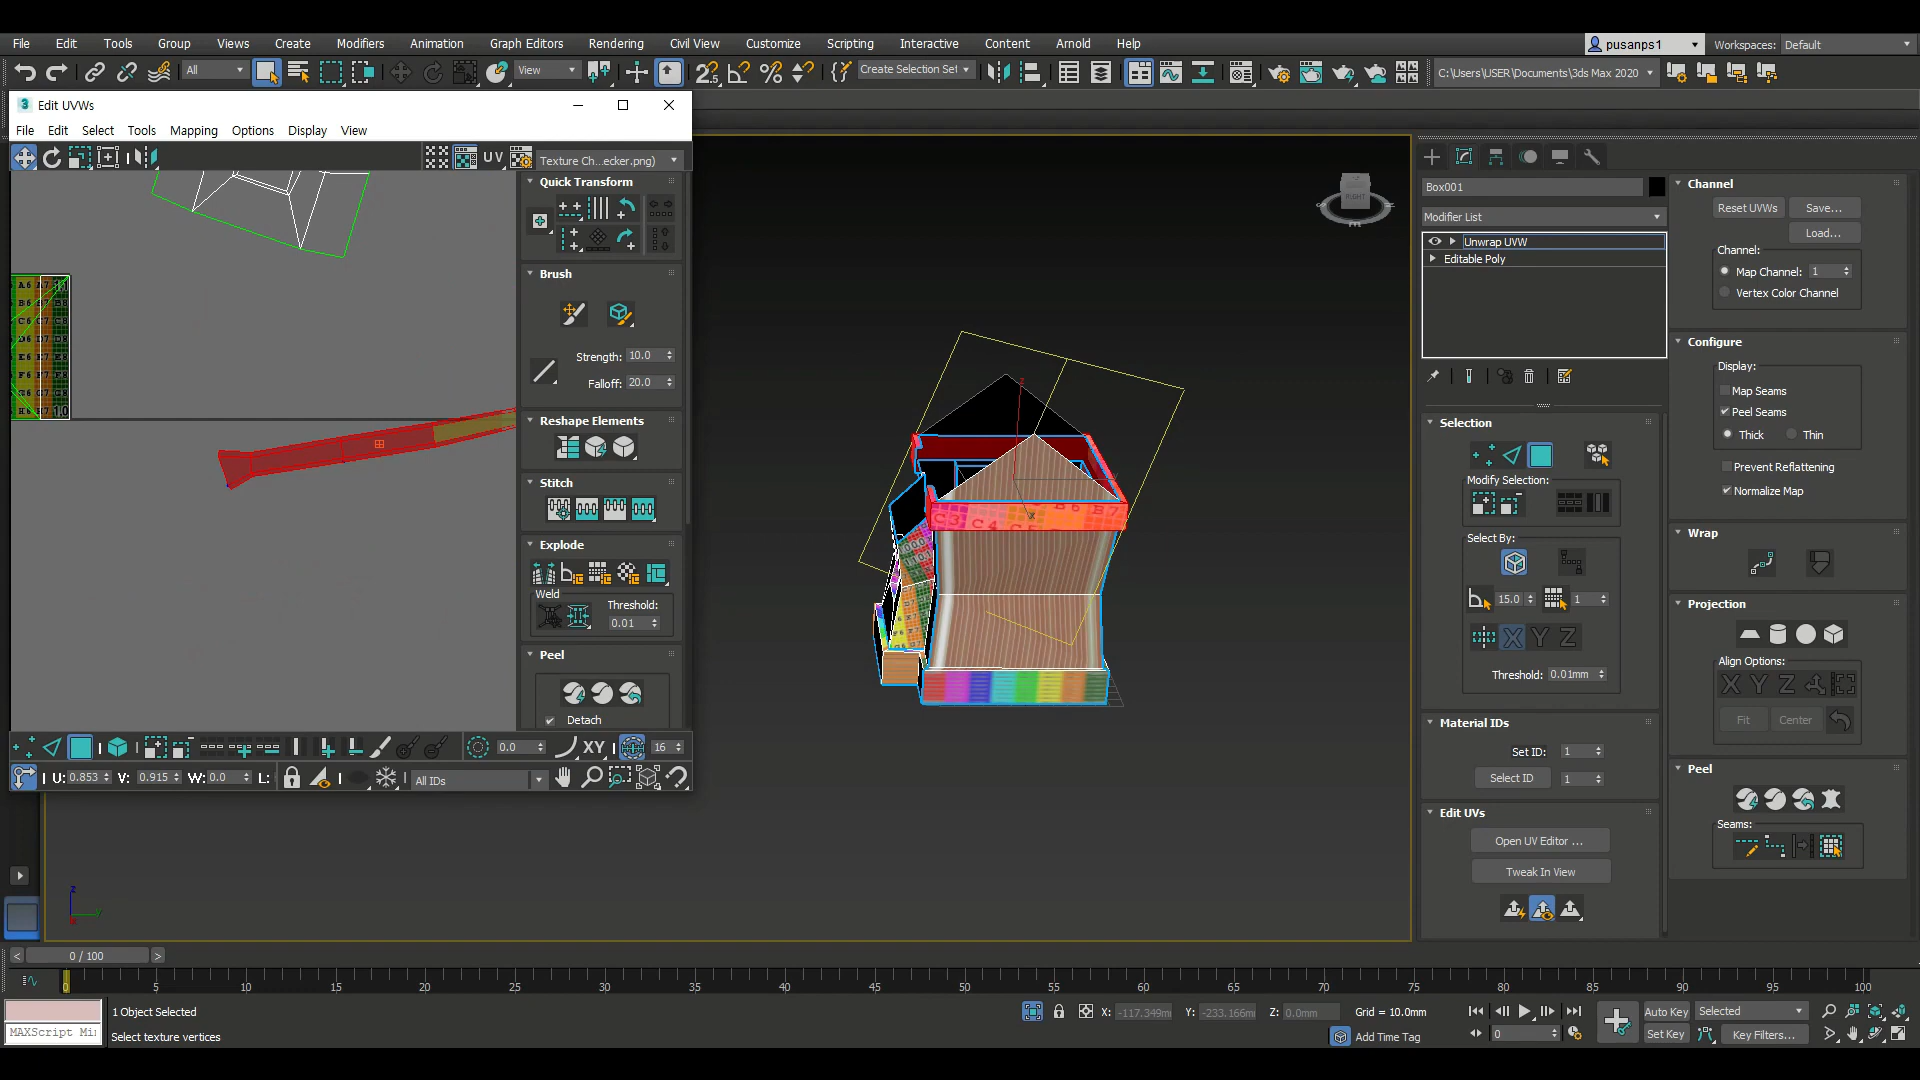 File Edit Tools Group Views Create Modifiers Animation Graph Editors Rendering Civil View Customize Scripting Interactive Content Arnold Help
pusanps1 Workspaces: Default
All View Create Selection Set C:\Users\USER\Documents\3ds Max 2020
Edit UVWs
File Edit Select Tools Mapping Options Display View
UV Texture Ch...ecker.png)
Quick Transform
Brush
Strength: 10.0
Falloff: 20.0
Reshape Elements
Stitch
Explode
Weld
Threshold:
0.01
Peel
Detach
0.0 XY 16
U: 0.853 V: 0.915 W: 0.0 L: All IDs
RIGHT
Box001
Modifier List
Unwrap UVW
Editable Poly
Selection
Modify Selection:
Select By:
15.0 1
X Y Z
Threshold: 0.01mm
Material IDs
Set ID: 1
Select ID 1
Edit UVs
Open UV Editor ...
Tweak In View
Channel
Reset UVWs Save...
Load...
Channel:
Map Channel: 1
Vertex Color Channel
Configure
Display:
Map Seams
Peel Seams
Thick Thin
Prevent Reflattening
Normalize Map
Wrap
Projection
Align Options:
X Y Z
Fit Center
Peel
Seams:
0 / 100
0 5 10 15 20 25 30 35 40 45 50 55 60 65 70 75 80 85 90 95 100
1 Object Selected
X: -117.349m Y: -233.166m Z: 0.0mm Grid = 10.0mm
Auto Key Selected
MAXScript Mi
Select texture vertices
Add Time Tag
0
Set Key Key Filters...